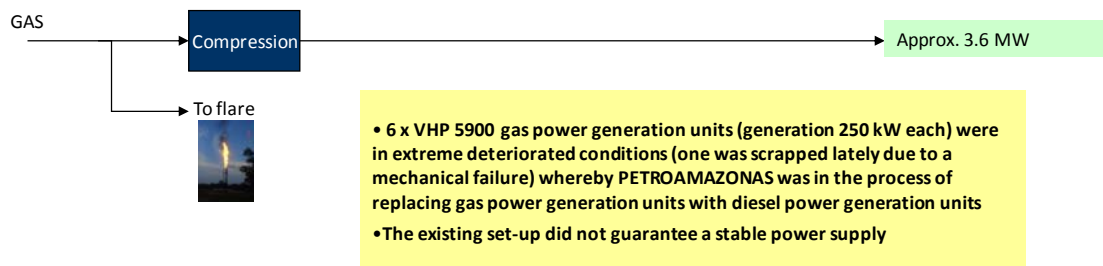 GAS
Compression
Approx. 3.6 MW
To flare
• 6 x VHP 5900 gas power generation units (generation 250 kW each) were
in extreme deteriorated conditions (one was scrapped lately due to a
mechanical failure) whereby PETROAMAZONAS was in the process of
replacing gas power generation units with diesel power generation units
•The existing set-up did not guarantee a stable power supply